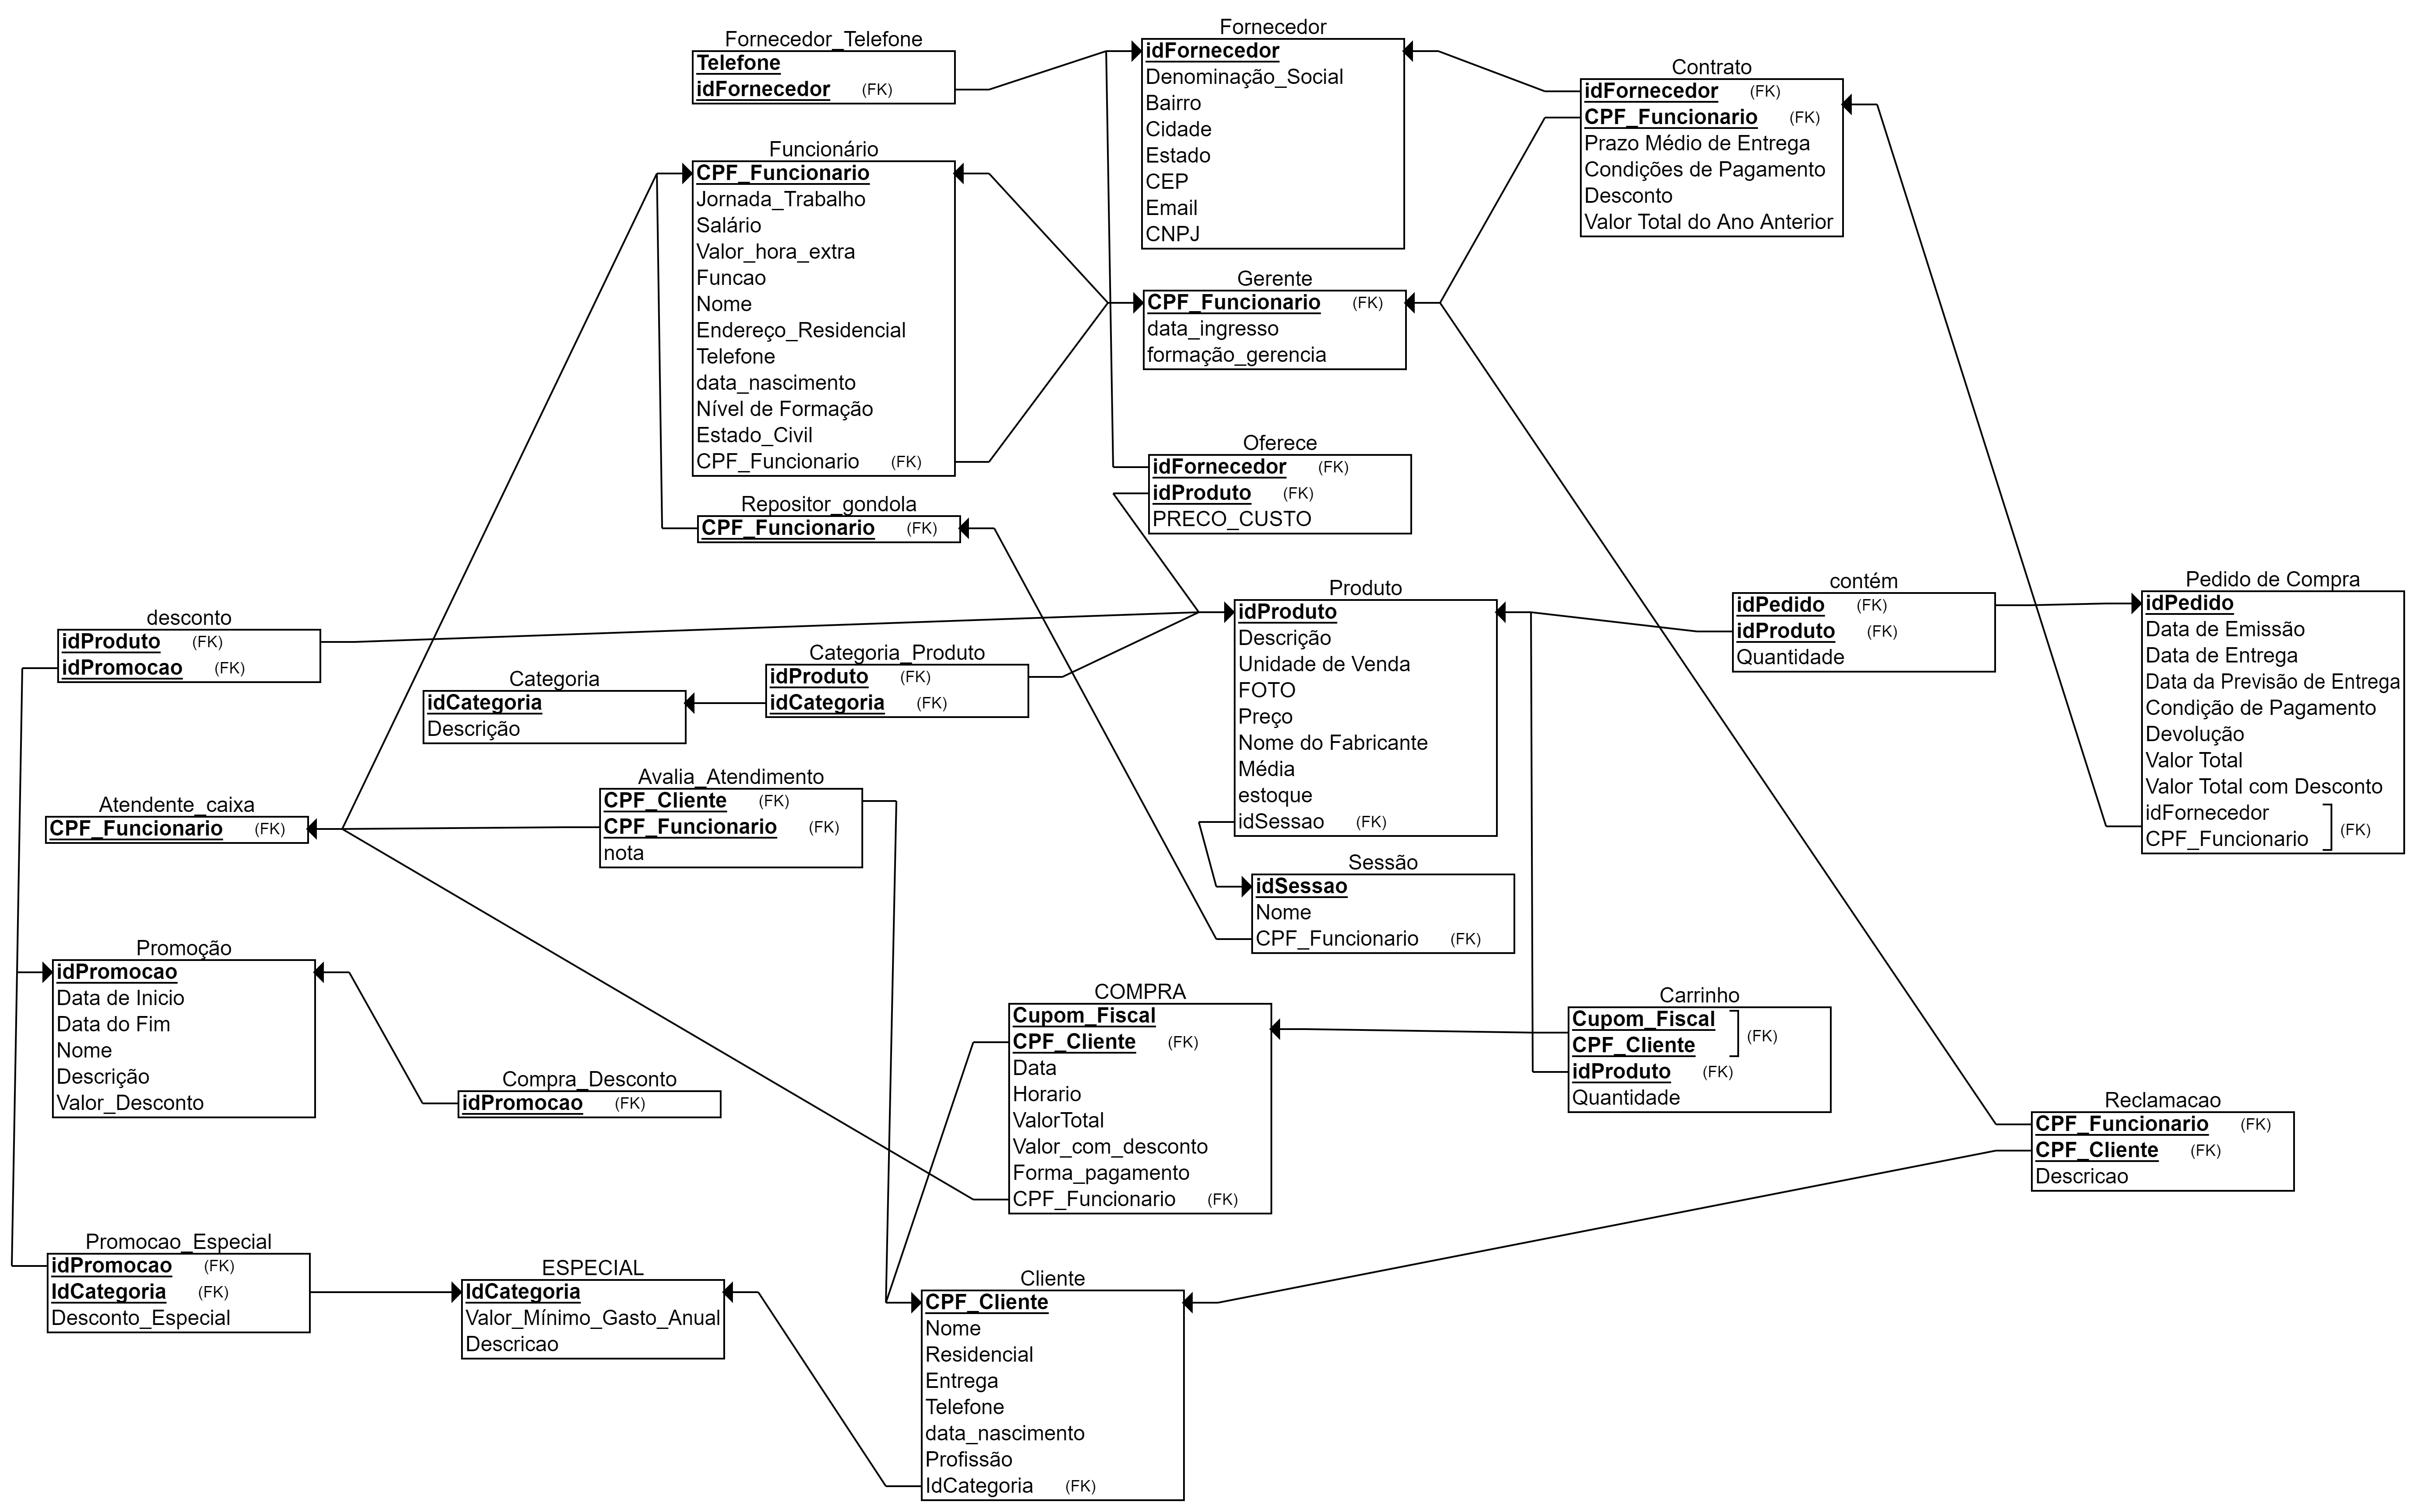 Fornecedor_Telefone
Telefone
idFornecedor (FK)
Fornecedor
idFornecedor
Denominação_Social
Bairro
Cidade
Estado
CEP
Email
CNPJ
Contrato
idFornecedor (FK)
CPF_Funcionario (FK)
Prazo Médio de Entrega
Condições de Pagamento
Desconto
Valor Total do Ano Anterior
Funcionário
CPF_Funcionario
Jornada_Trabalho
Salário
Valor_hora_extra
Funcao
Nome
Endereço_Residencial
Telefone
data_nascimento
Nível de Formação
Estado_Civil
CPF_Funcionario (FK)
Gerente
CPF_Funcionario (FK)
data_ingresso
formação_gerencia
Oferece
idFornecedor (FK)
idProduto (FK)
PRECO_CUSTO
Repositor_gondola
CPF_Funcionario (FK)
desconto
idProduto (FK)
idPromocao (FK)
Categoria
idCategoria
Descrição
Categoria_Produto
idProduto (FK)
idCategoria (FK)
Produto
idProduto
Descrição
Unidade de Venda
FOTO
Preço
Nome do Fabricante
Média
estoque
idSessao (FK)
contém
idPedido (FK)
idProduto (FK)
Quantidade
Pedido de Compra
idPedido
Data de Emissão
Data de Entrega
Data da Previsão de Entrega
Condição de Pagamento
Devolução
Valor Total
Valor Total com Desconto
idFornecedor
CPF_Funcionario (FK)
Atendente_caixa
CPF_Funcionario (FK)
Avalia_Atendimento
CPF_Cliente (FK)
CPF_Funcionario (FK)
nota
Sessão
idSessao
Nome
CPF_Funcionario (FK)
Promoção
idPromocao
Data de Inicio
Data do Fim
Nome
Descrição
Valor_Desconto
Compra_Desconto
idPromocao (FK)
COMPRA
Cupom_Fiscal
CPF_Cliente (FK)
Data
Horario
ValorTotal
Valor_com_desconto
Forma_pagamento
CPF_Funcionario (FK)
Carrinho
Cupom_Fiscal
CPF_Cliente (FK)
idProduto (FK)
Quantidade
Reclamacao
CPF_Funcionario (FK)
CPF_Cliente (FK)
Descricao
Promocao_Especial
idPromocao (FK)
IdCategoria (FK)
Desconto_Especial
ESPECIAL
IdCategoria
Valor_Mínimo_Gasto_Anual
Descricao
Cliente
CPF_Cliente
Nome
Residencial
Entrega
Telefone
data_nascimento
Profissão
IdCategoria (FK)